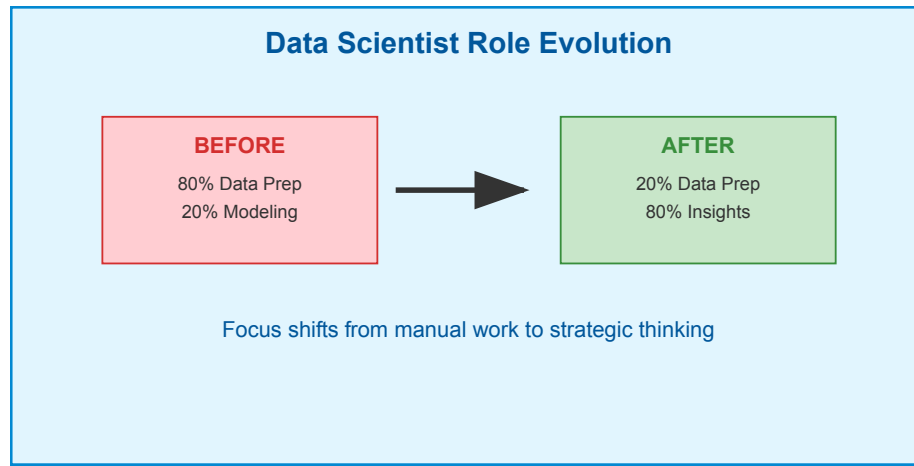 Data Scientist Role Evolution
BEFORE
80% Data Prep
20% Modeling
AFTER
20% Data Prep
80% Insights
Focus shifts from manual work to strategic thinking